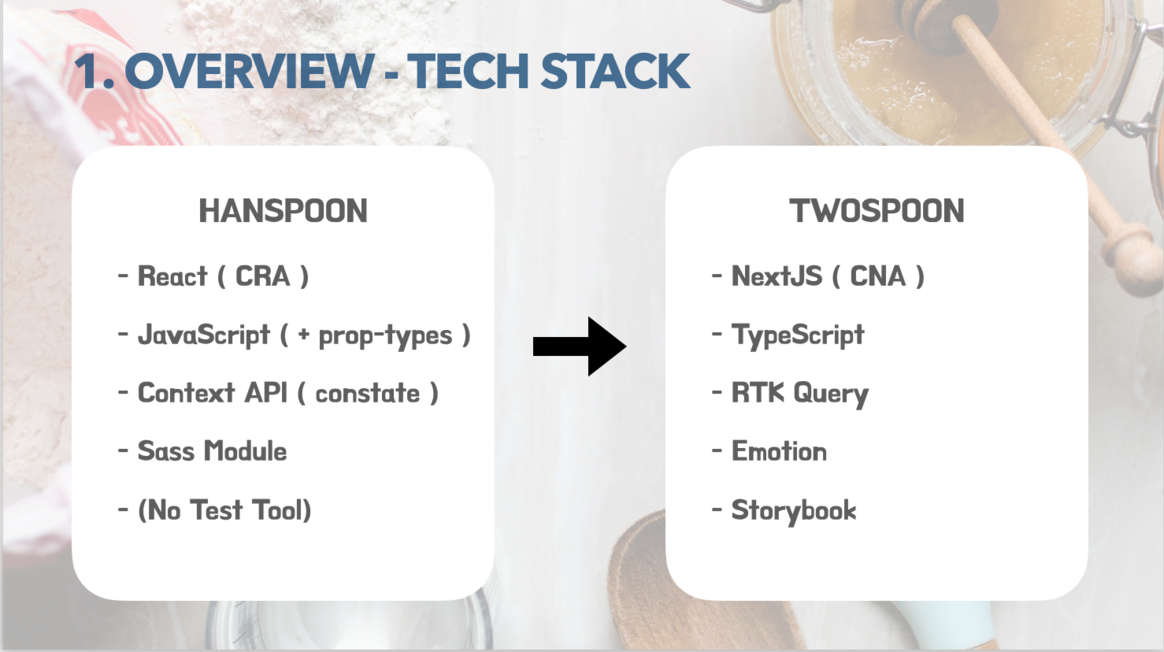 1. OVERVIEW - TECH STACK
HANSPOON
- React ( CRA )
- JavaScript ( + prop-types )
- Context API ( constate )
- Sass Module
- (No Test Tool)
TWOSPOON
- NextJS ( CNA )
- TypeScript
- RTK Query
- Emotion
- Storybook